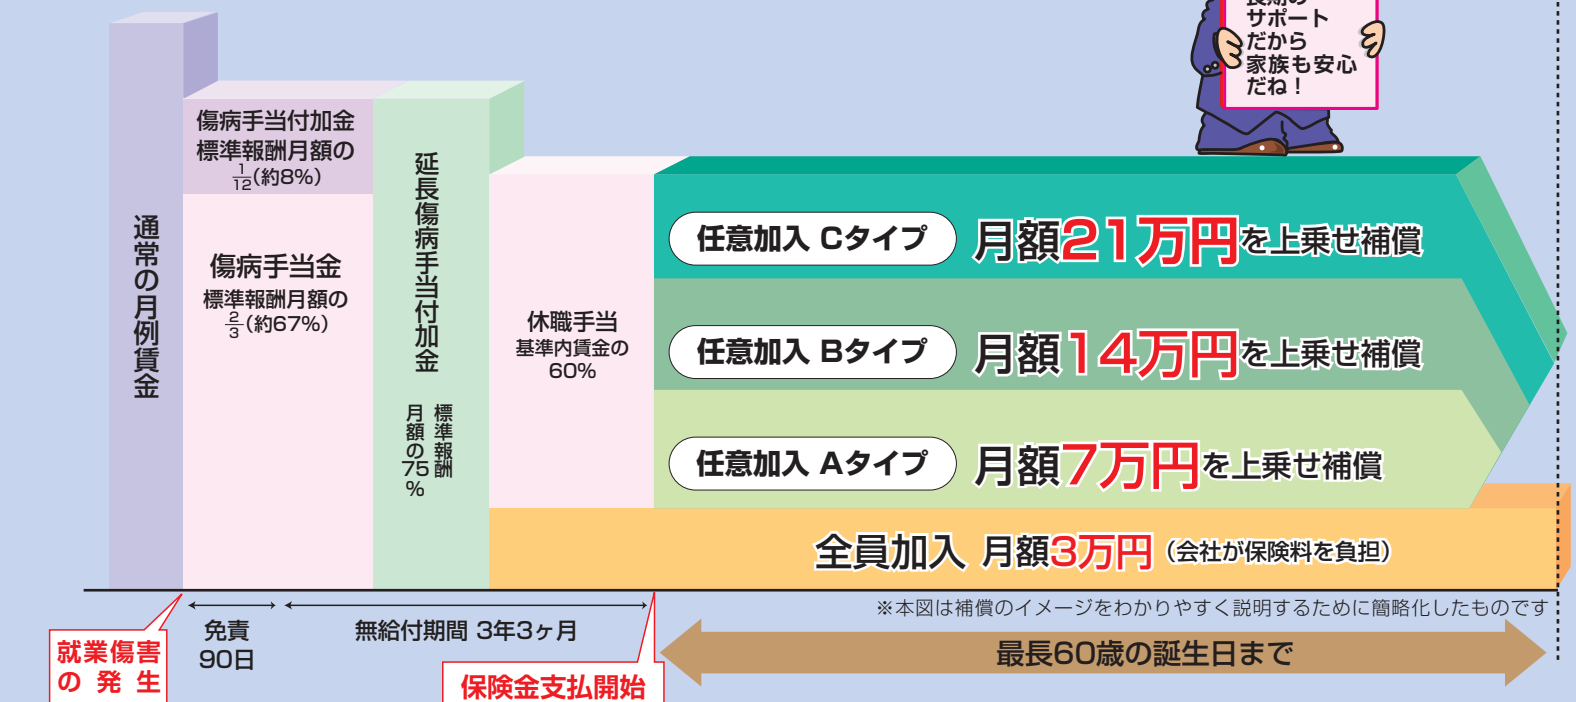 サポート
だから
家族も安心
だね！
通常の月例賃金
傷病手当付加金
標準報酬月額の
1/12(約8%)
傷病手当金
標準報酬月額の
2/3(約67%)
延長傷病手当付加金
標準報酬
月額の75%
休職手当
基準内賃金の
60%
任意加入 Cタイプ 月額21万円を上乗せ補償
任意加入 Bタイプ 月額14万円を上乗せ補償
任意加入 Aタイプ 月額7万円を上乗せ補償
全員加入 月額3万円（会社が保険料を負担）
※本図は補償のイメージをわかりやすく説明するために簡略化したものです
免責
90日
無給付期間 3年3ヶ月
最長60歳の誕生日まで
就業傷害
の発生
保険金支払開始